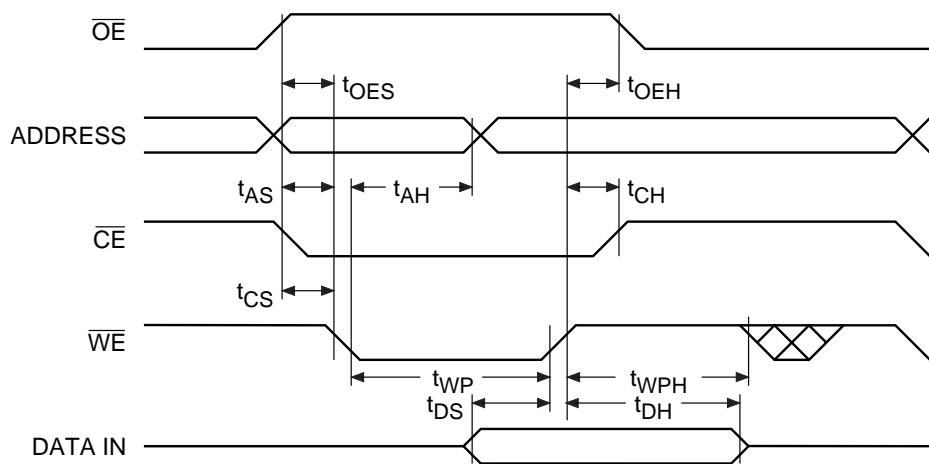 OE
tOES
tOEH
ADDRESS
tAS
tAH
tCH
CE
tCS
WE
tWP
tWPH
tDS
tDH
DATA IN